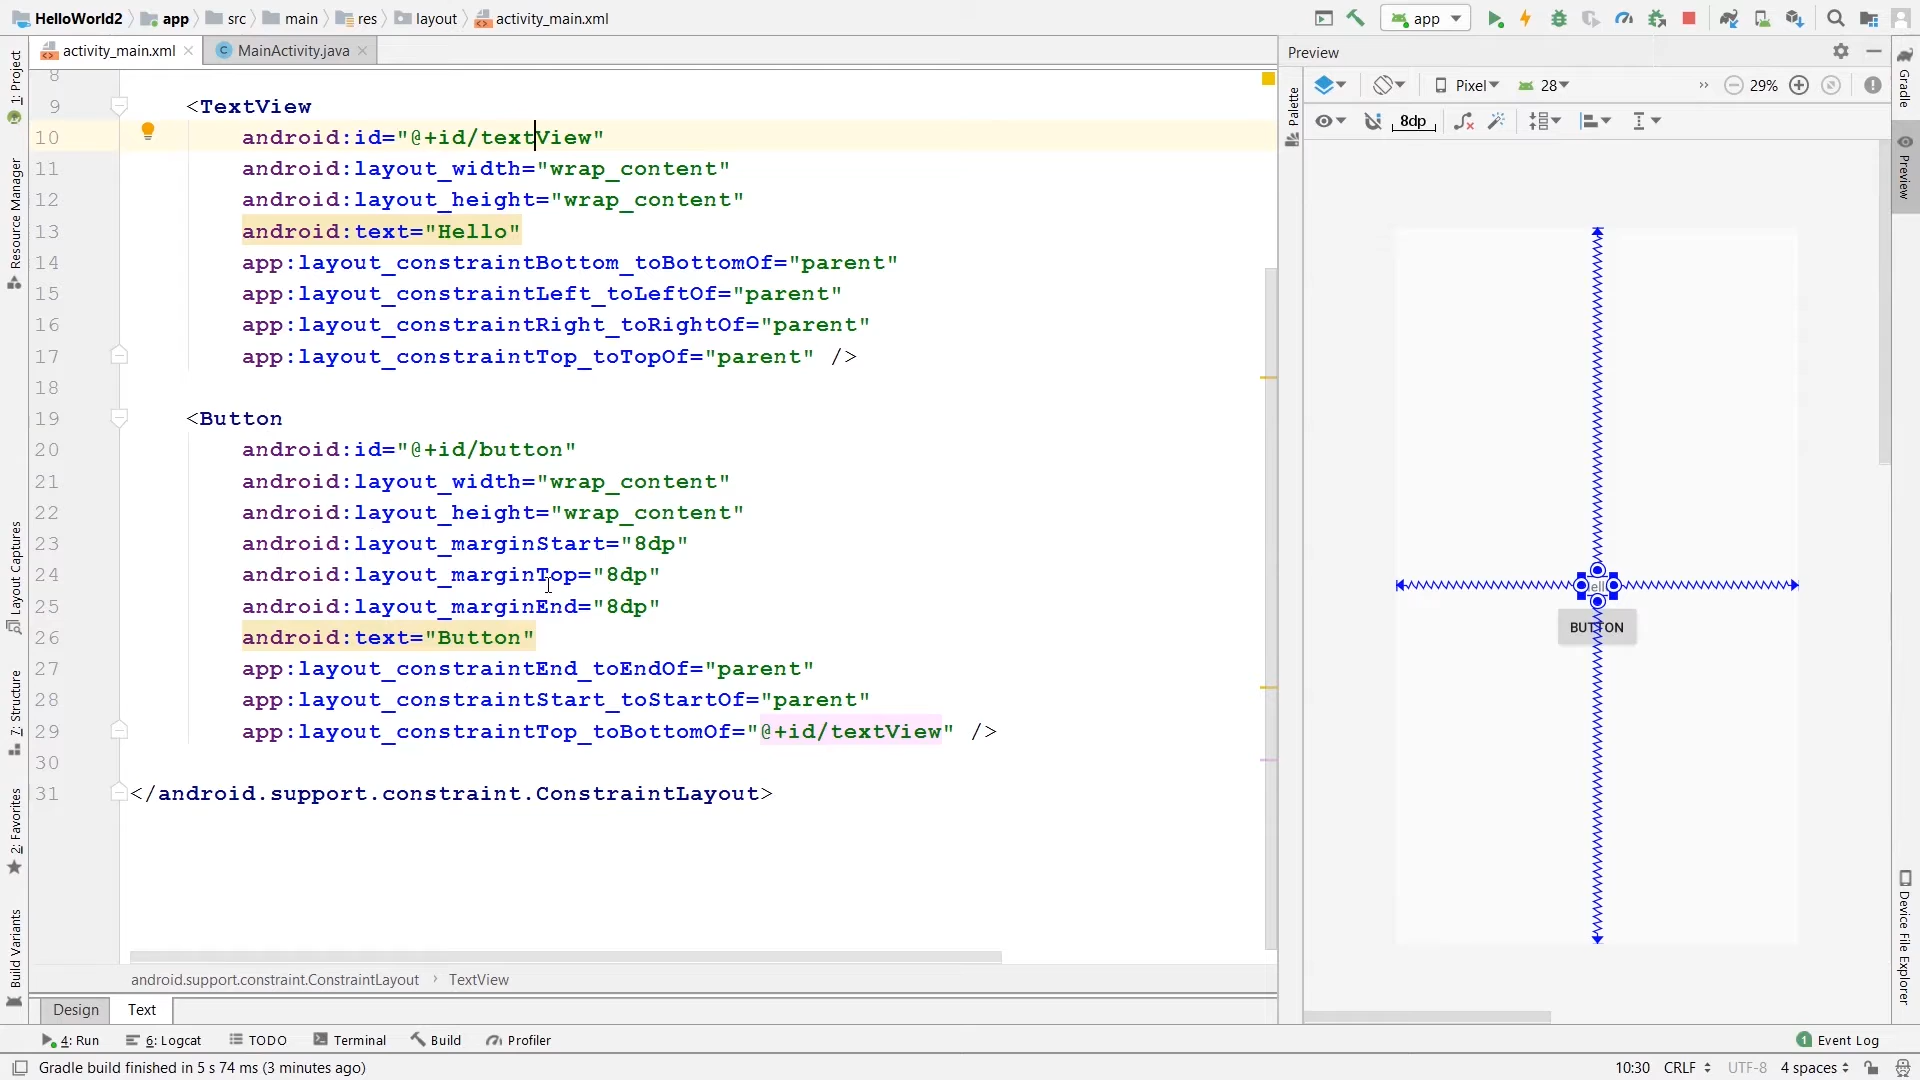 HelloWorld2 app src main res layout activity_main.xml
app
activity_main.xml MainActivity.java
Preview
Pixel 28 29%
8dp
1: Project
Resource Manager
Layout Captures
7: Structure
2: Favorites
Build Variants
8
9 <TextView
10 android:id="@+id/textView"
11 android:layout_width="wrap_content"
12 android:layout_height="wrap_content"
13 android:text="Hello"
14 app:layout_constraintBottom_toBottomOf="parent"
15 app:layout_constraintLeft_toLeftOf="parent"
16 app:layout_constraintRight_toRightOf="parent"
17 app:layout_constraintTop_toTopOf="parent" />
18
19 <Button
20 android:id="@+id/button"
21 android:layout_width="wrap_content"
22 android:layout_height="wrap_content"
23 android:layout_marginStart="8dp"
24 android:layout_marginTop="8dp"
25 android:layout_marginEnd="8dp"
26 android:text="Button"
27 app:layout_constraintEnd_toEndOf="parent"
28 app:layout_constraintStart_toStartOf="parent"
29 app:layout_constraintTop_toBottomOf="@+id/textView" />
30
31 </android.support.constraint.ConstraintLayout>
android.support.constraint.ConstraintLayout › TextView
Design Text
Palette
BUTTON
Gradle
Preview
Device File Explorer
4: Run 6: Logcat TODO Terminal Build Profiler
1 Event Log
Gradle build finished in 5 s 74 ms (3 minutes ago)
10:30 CRLF UTF-8 4 spaces